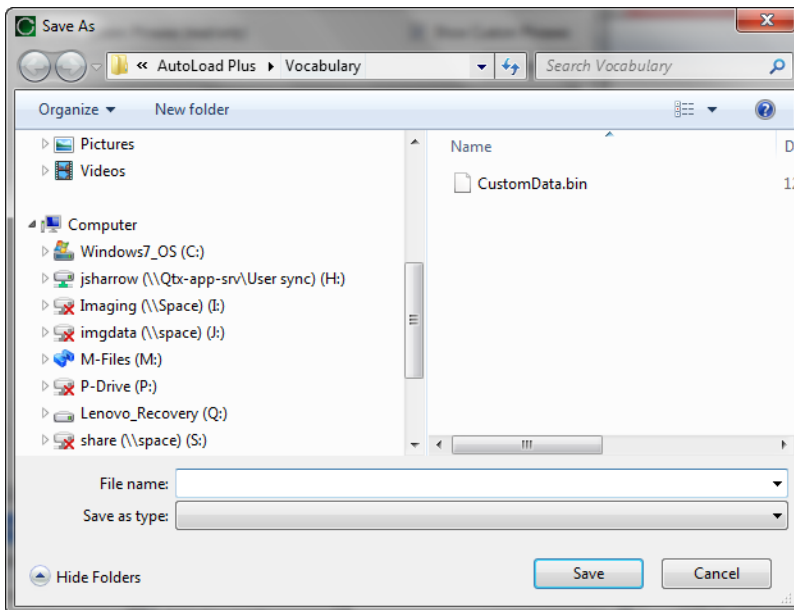 Save As
« AutoLoad Plus ▸ Vocabulary
Search Vocabulary
Organize
New folder
Pictures
Videos
Computer
Windows7_OS (C:)
jsharrow (\\Qtx-app-srv\User sync) (H:)
Imaging (\\Space) (I:)
imgdata (\\space) (J:)
M-Files (M:)
P-Drive (P:)
Lenovo_Recovery (Q:)
share (\\space) (S:)
Name
D
CustomData.bin
12
File name:
Save as type:
Hide Folders
Save
Cancel